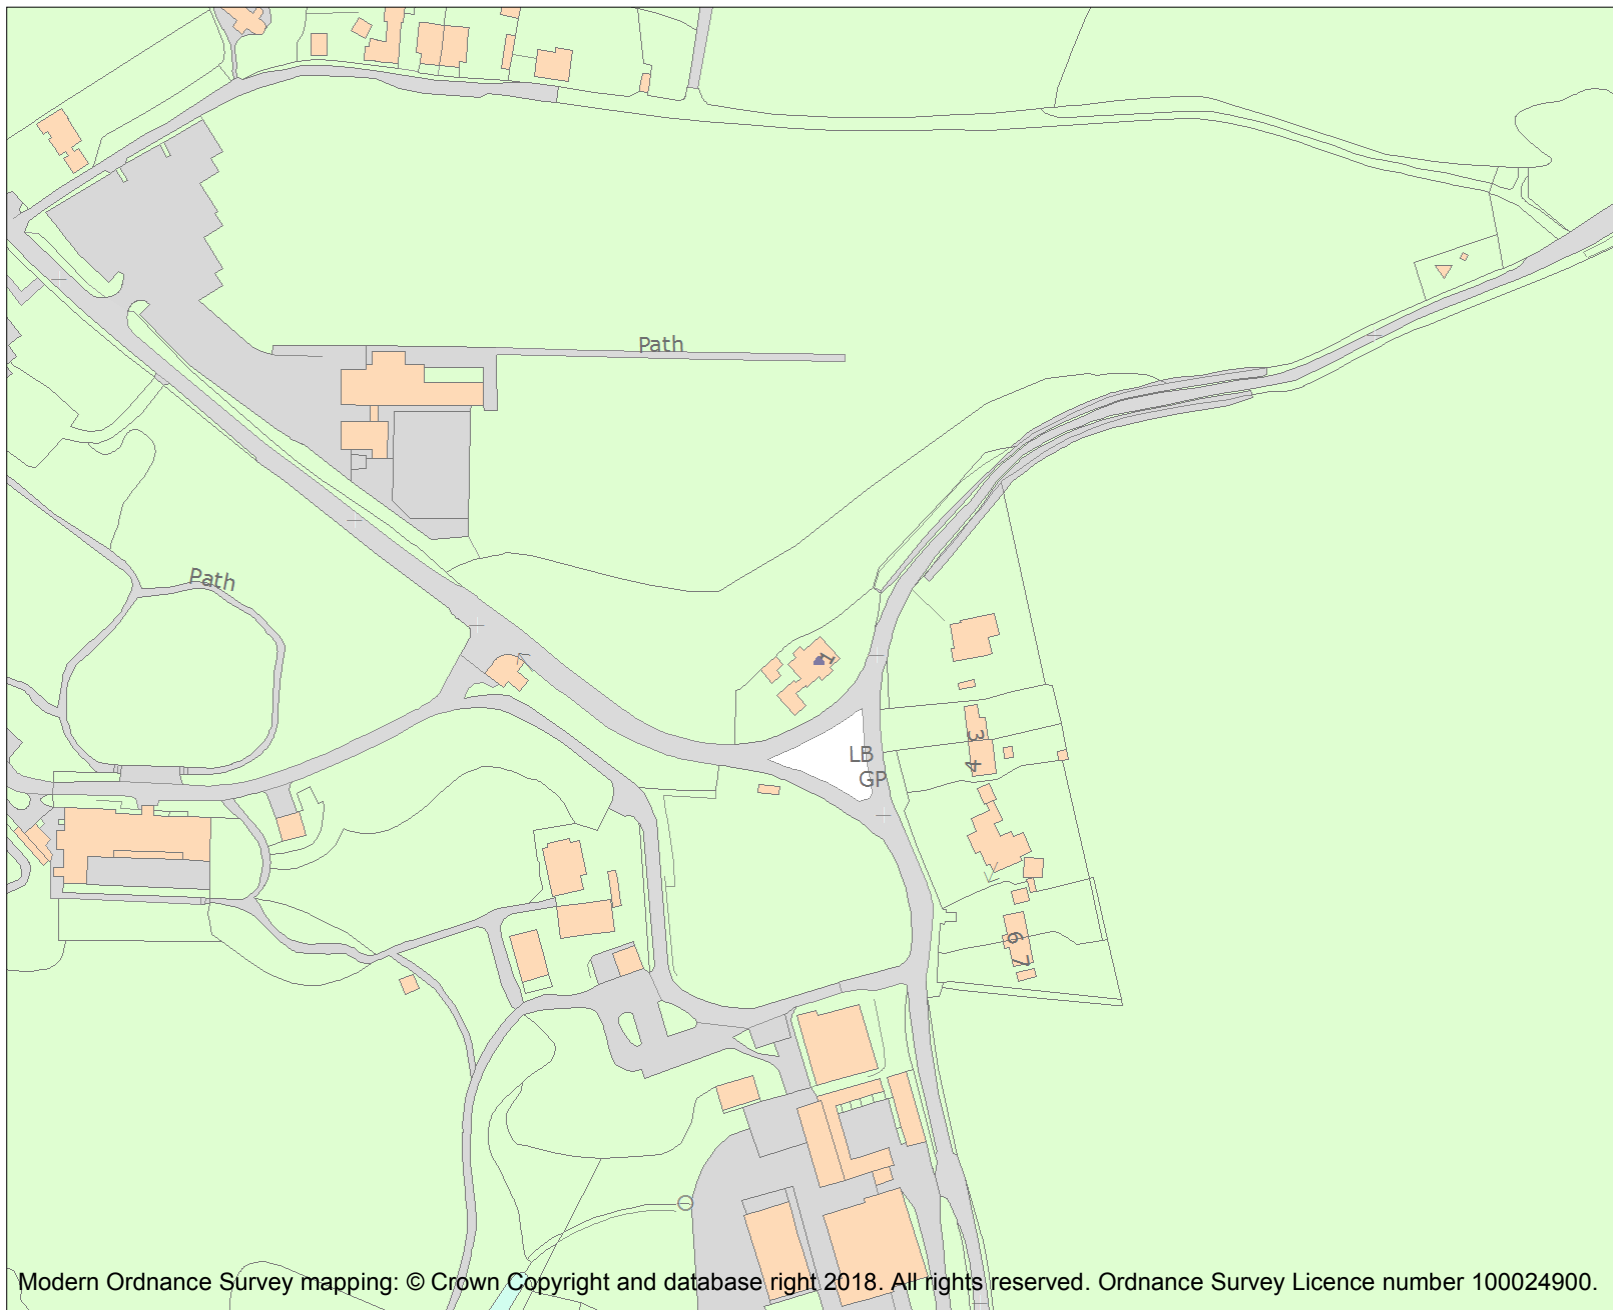 Path
Path
1
3
LB
4
GP
6
7
Modern Ordnance Survey mapping: © Crown Copyright and database right 2018. All rights reserved. Ordnance Survey Licence number 100024900.